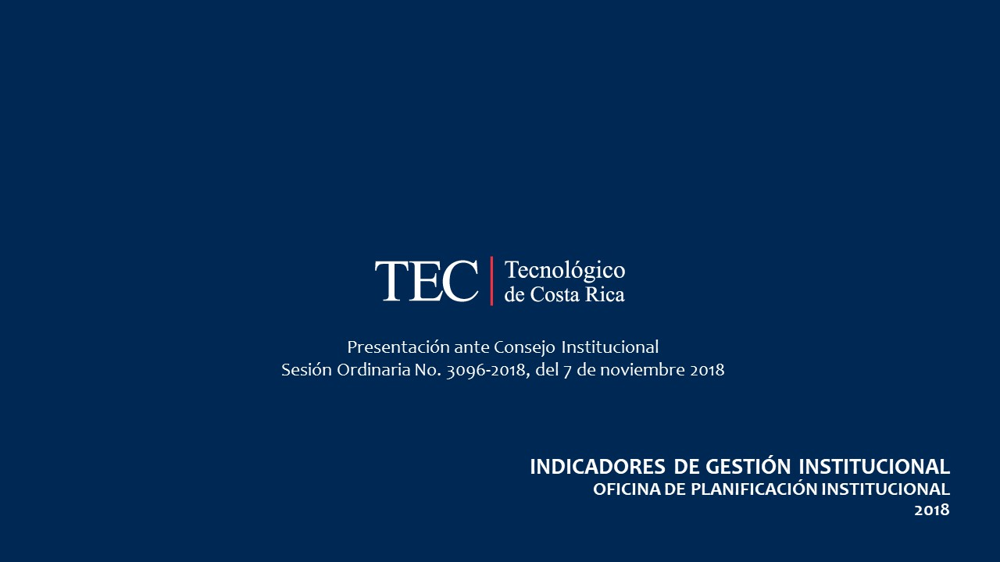 TEC
Tecnológico
de Costa Rica
Presentación ante Consejo Institucional
Sesión Ordinaria No. 3096-2018, del 7 de noviembre 2018
INDICADORES DE GESTIÓN INSTITUCIONAL
OFICINA DE PLANIFICACIÓN INSTITUCIONAL
2018